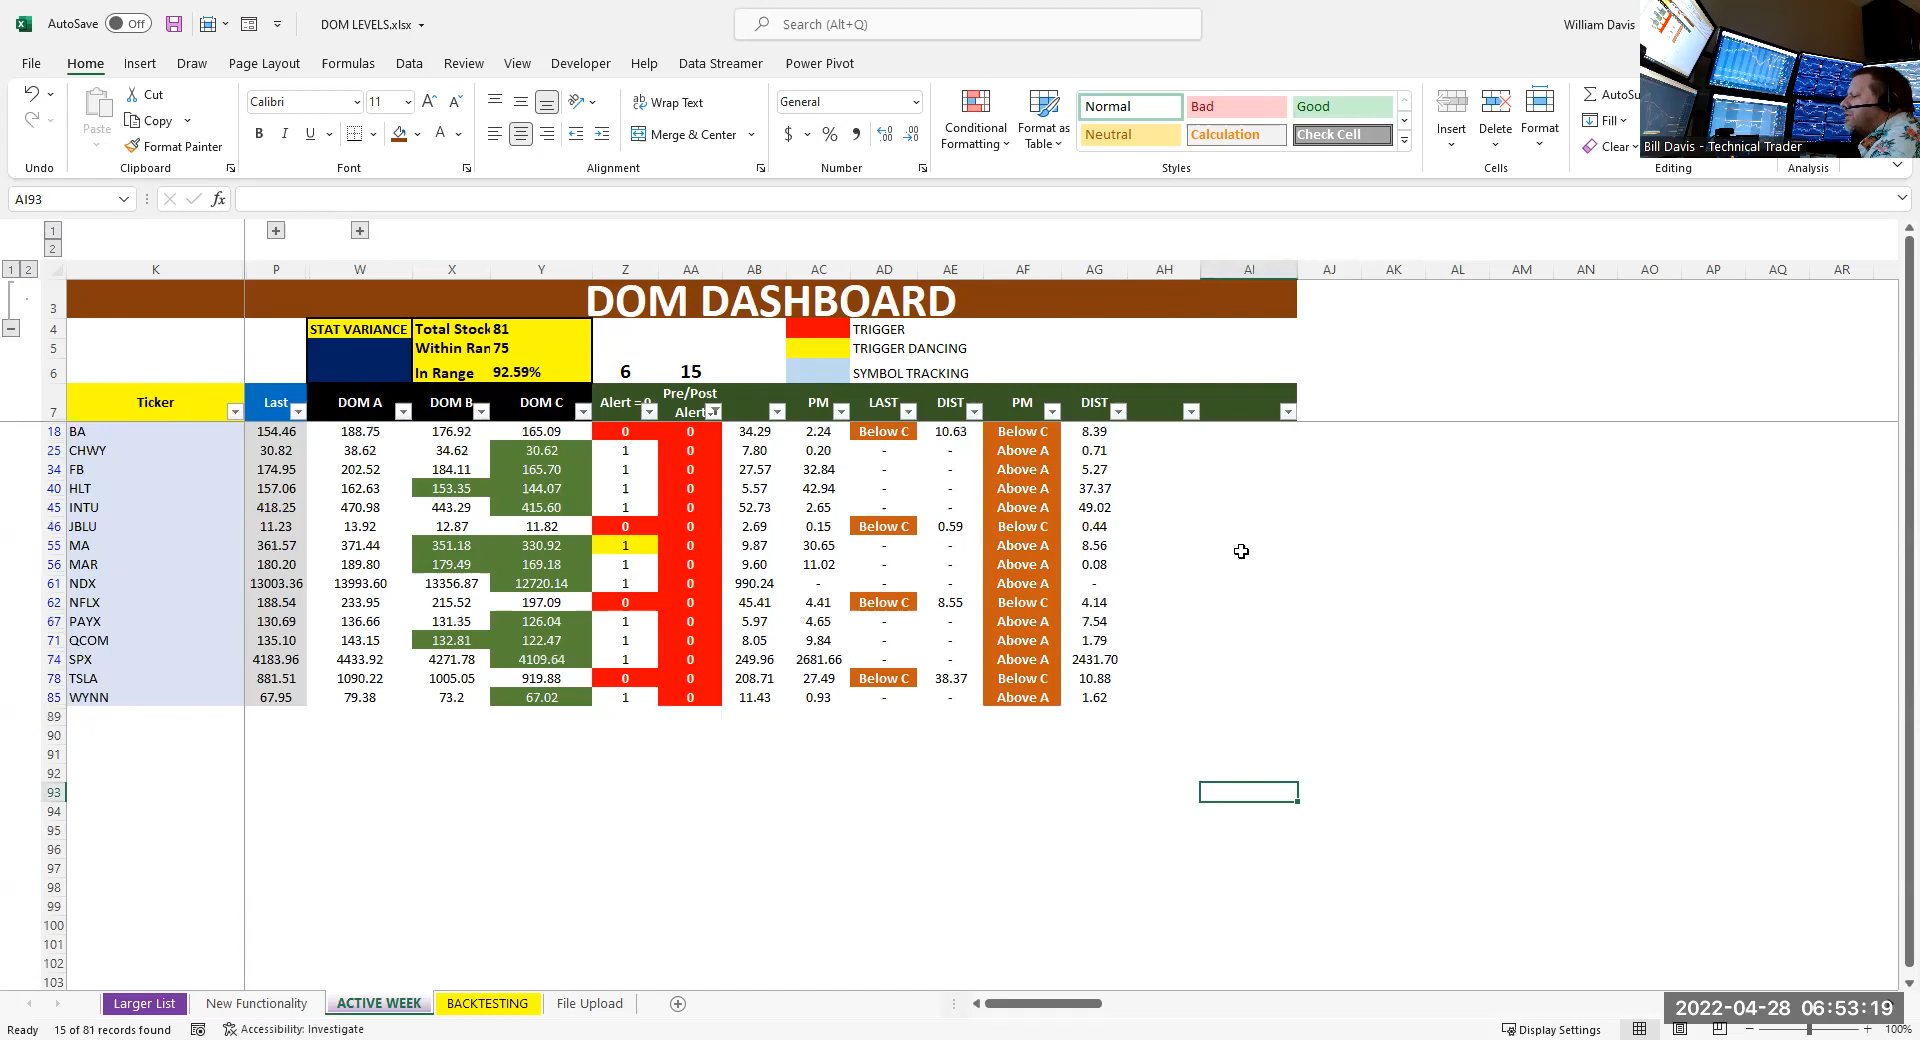 AutoSave Off DOM LEVELS.xlsx Search (Alt+Q) William Davis
File Home Insert Draw Page Layout Formulas Data Review View Developer Help Data Streamer Power Pivot
Cut Calibri 11 Wrap Text General Normal Bad Good AutoSu
Paste Copy Merge & Center Conditional Formatting Format as Table Neutral Calculation Check Cell Insert Delete Format Fill
Format Painter B I U A $ % Clear Bill Davis - Technical Trader
Undo Clipboard Font Alignment Number Styles Cells Editing Analysis
AI93 fx
1
2
1 2 K P W X Y Z AA AB AC AD AE AF AG AH AI AJ AK AL AM AN AO AP AQ AR
3 DOM DASHBOARD
4 STAT VARIANCE Total Stock 81 TRIGGER
5 Within Ran 75 TRIGGER DANCING
6 In Range 92.59% 6 15 SYMBOL TRACKING
7 Ticker Last DOM A DOM B DOM C Alert = 0 Pre/Post Alert PM LAST DIST PM DIST
18 BA 154.46 188.75 176.92 165.09 0 0 34.29 2.24 Below C 10.63 Below C 8.39
25 CHWY 30.82 38.62 34.62 30.62 1 0 7.80 0.20 - - Above A 0.71
34 FB 174.95 202.52 184.11 165.70 1 0 27.57 32.84 - - Above A 5.27
40 HLT 157.06 162.63 153.35 144.07 1 0 5.57 42.94 - - Above A 37.37
45 INTU 418.25 470.98 443.29 415.60 1 0 52.73 2.65 - - Above A 49.02
46 JBLU 11.23 13.92 12.87 11.82 0 0 2.69 0.15 Below C 0.59 Below C 0.44
55 MA 361.57 371.44 351.18 330.92 1 0 9.87 30.65 - - Above A 8.56
56 MAR 180.20 189.80 179.49 169.18 1 0 9.60 11.02 - - Above A 0.08
61 NDX 13003.36 13993.60 13356.87 12720.14 1 0 990.24 - - - Above A -
62 NFLX 188.54 233.95 215.52 197.09 0 0 45.41 4.41 Below C 8.55 Below C 4.14
67 PAYX 130.69 136.66 131.35 126.04 1 0 5.97 4.65 - - Above A 7.54
71 QCOM 135.10 143.15 132.81 122.47 1 0 8.05 9.84 - - Above A 1.79
74 SPX 4183.96 4433.92 4271.78 4109.64 1 0 249.96 2681.66 - - Above A 2431.70
78 TSLA 881.51 1090.22 1005.05 919.88 0 0 208.71 27.49 Below C 38.37 Below C 10.88
85 WYNN 67.95 79.38 73.2 67.02 1 0 11.43 0.93 - - Above A 1.62
89
90
91
92
93
94
95
96
97
98
99
100
101
102
103
Larger List New Functionality ACTIVE WEEK BACKTESTING File Upload
2022-04-28 06:53:19
Ready 15 of 81 records found Accessibility: Investigate Display Settings 100%